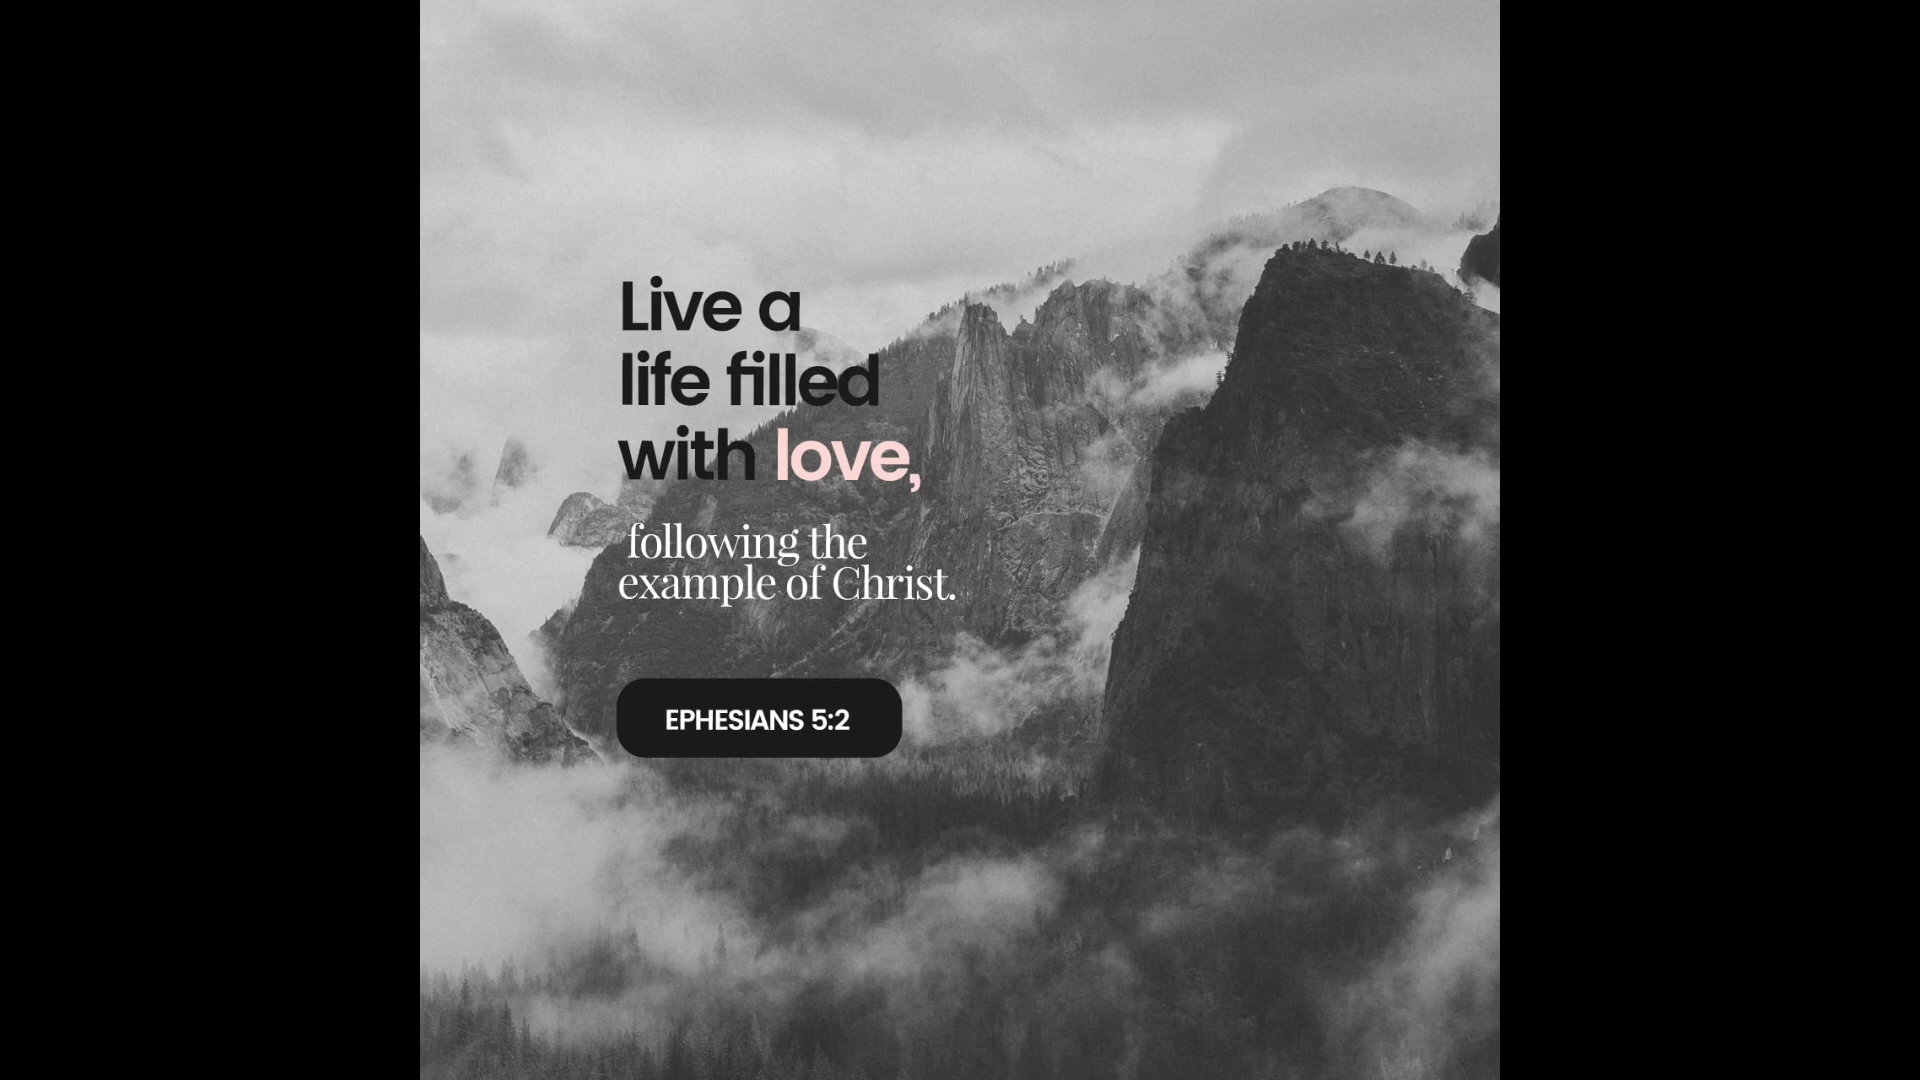 Live a
life filled
with love,
following the
example of Christ.
EPHESIANS 5:2